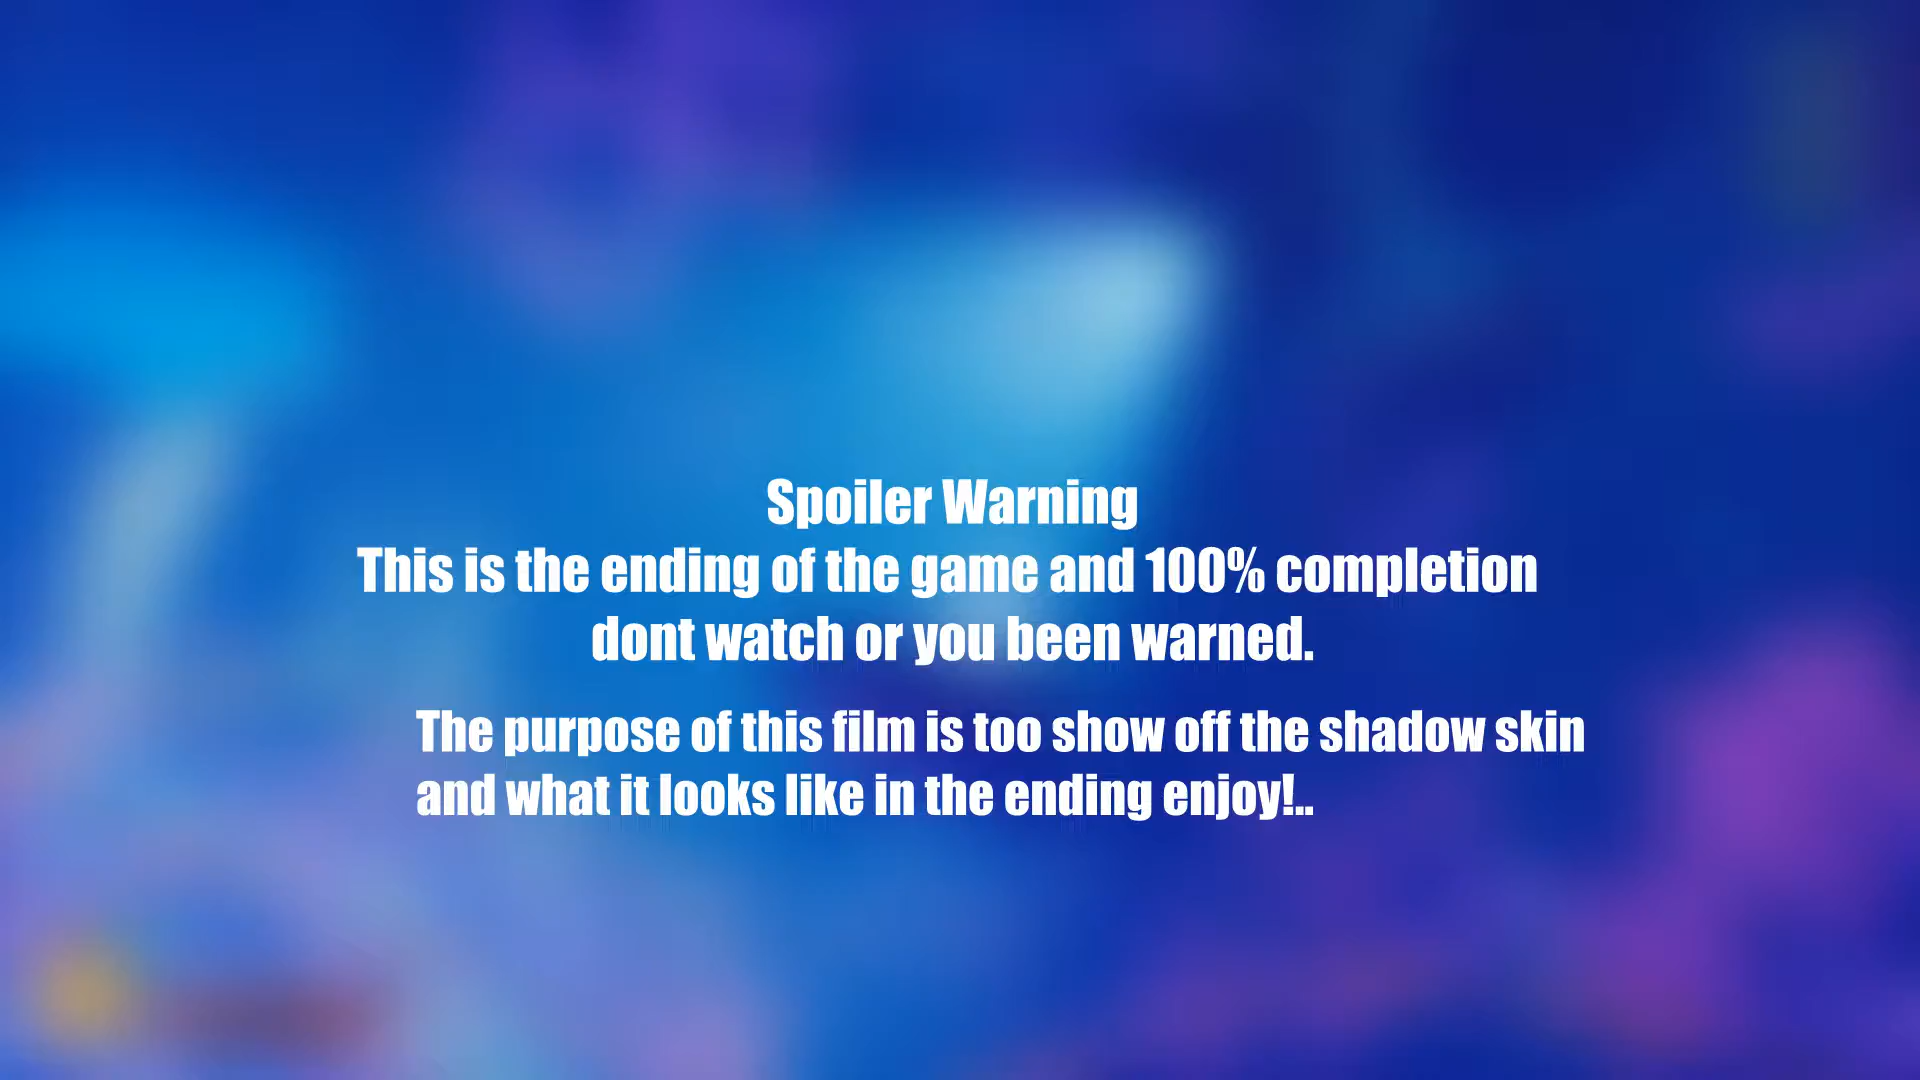 Spoiler Warning
This is the ending of the game and 100% completion
dont watch or you been warned.
The purpose of this film is too show off the shadow skin
and what it looks like in the ending enjoy!..